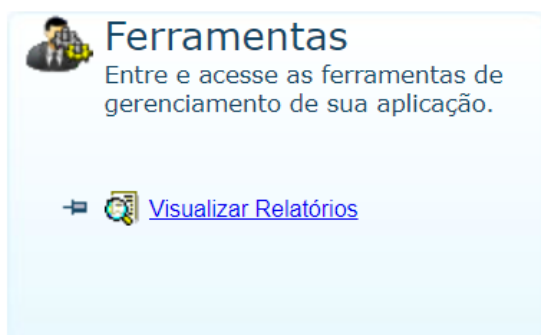 Ferramentas
Entre e acesse as ferramentas de
gerenciamento de sua aplicação.
Visualizar Relatórios